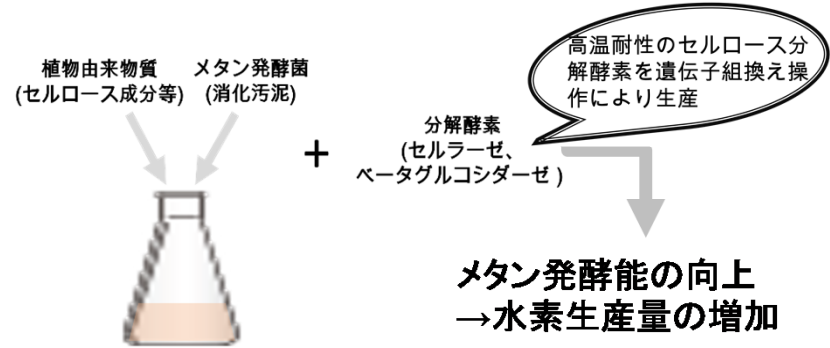 植物由来物質
(セルロース成分等)
メタン発酵菌
(消化汚泥)
+
分解酵素
(セルラーゼ、
ベータグルコシダーゼ )
高温耐性のセルロース分
解酵素を遺伝子組換え操
作により生産
メタン発酵能の向上
→水素生産量の増加